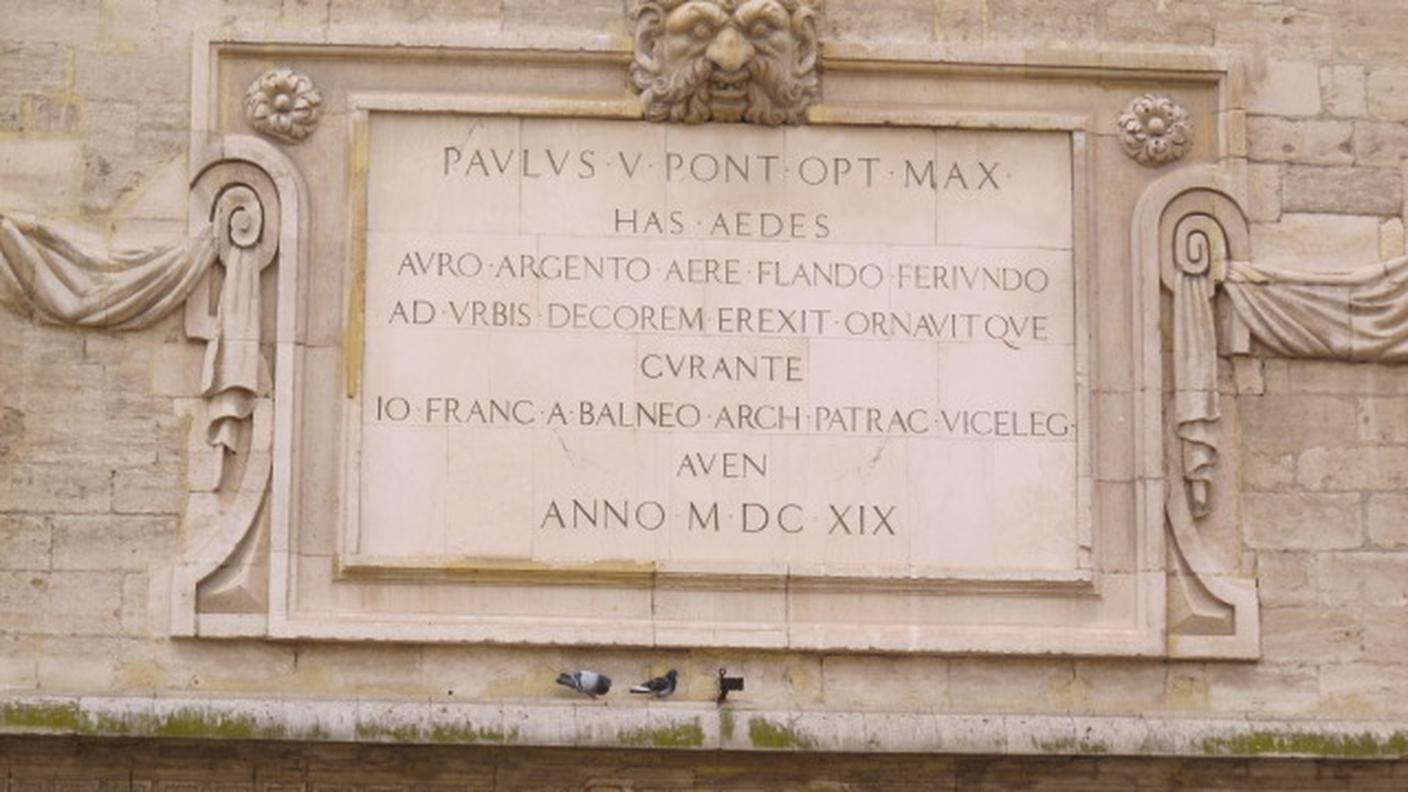 PAVLVS·V·PONT·OPT·MAX·
HAS·AEDES
AVRO·ARGENTO·AERE·FLANDO·FERIVNDO
AD·VRBIS·DECOREM·EREXIT·ORNAVITQVE
CVRANTE
IO·FRANC·A·BALNEO·ARCH·PATRAC·VICELEG·
AVEN
ANNO·M·DC·XIX